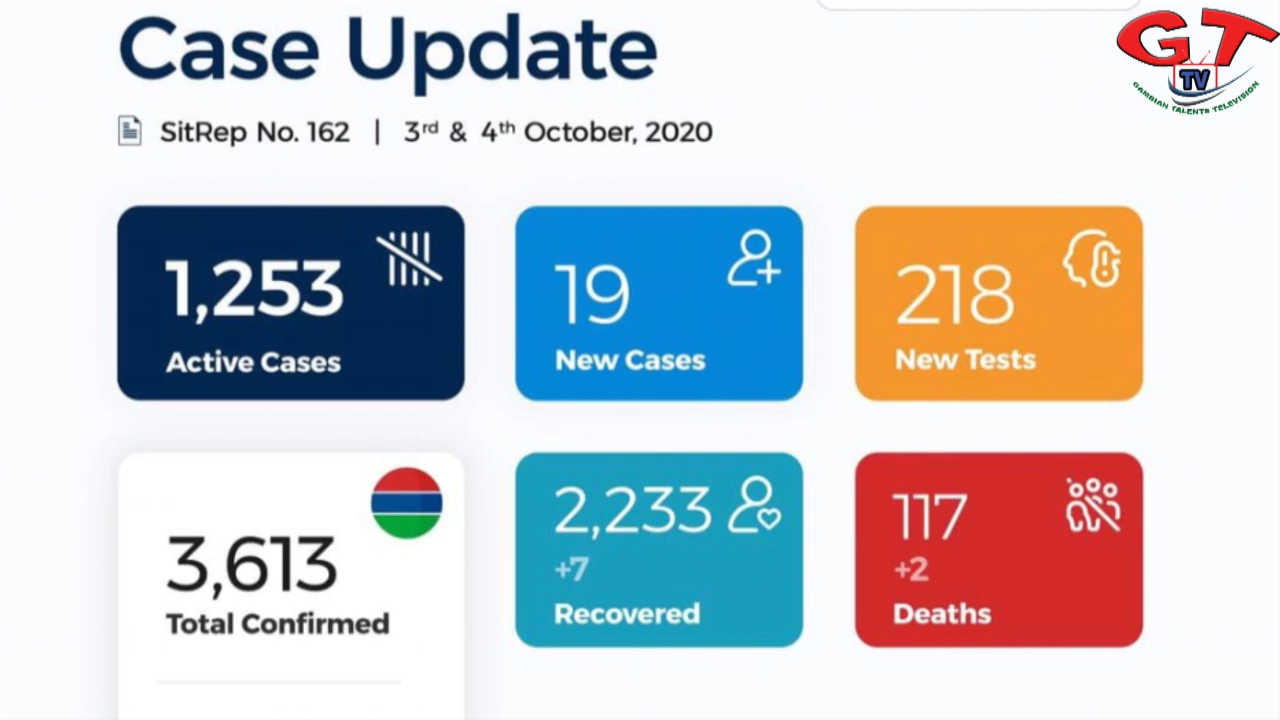 Case Update
SitRep No. 162 | 3rd & 4th October, 2020
1,253
Active Cases
19
New Cases
218
New Tests
3,613
Total Confirmed
2,233
+7
Recovered
117
+2
Deaths
GT
TV
GAMBIAN TALENTS TELEVISION